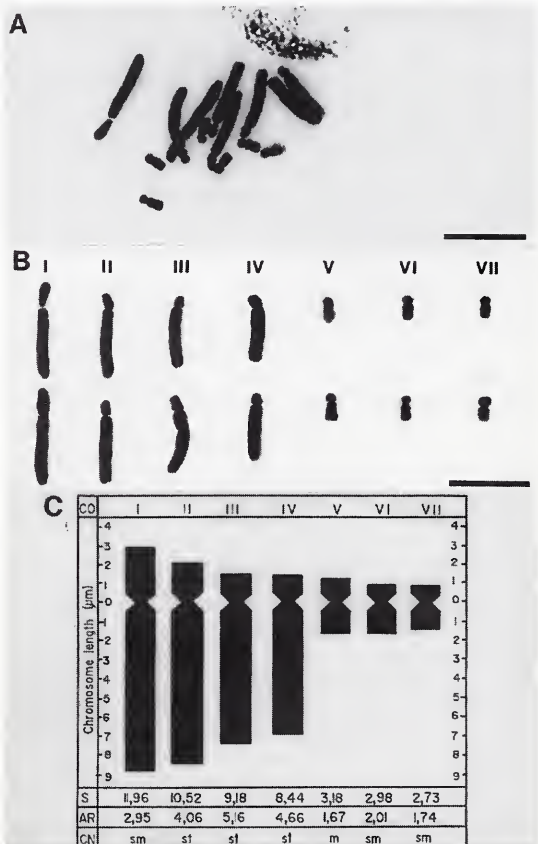 A
B I II III IV V VI VII
C
CO I II III IV V VI VII
4 4
3 3
2 2
1 1
0 0
1 1
2 2
3 3
4 4
5 5
6 6
7 7
8 8
9 9
Chromosome length (µm)
S 11,96 10,52 9,18 8,44 3,18 2,98 2,73
AR 2,95 4,06 5,16 4,66 1,67 2,01 1,74
CN sm st st st m sm sm